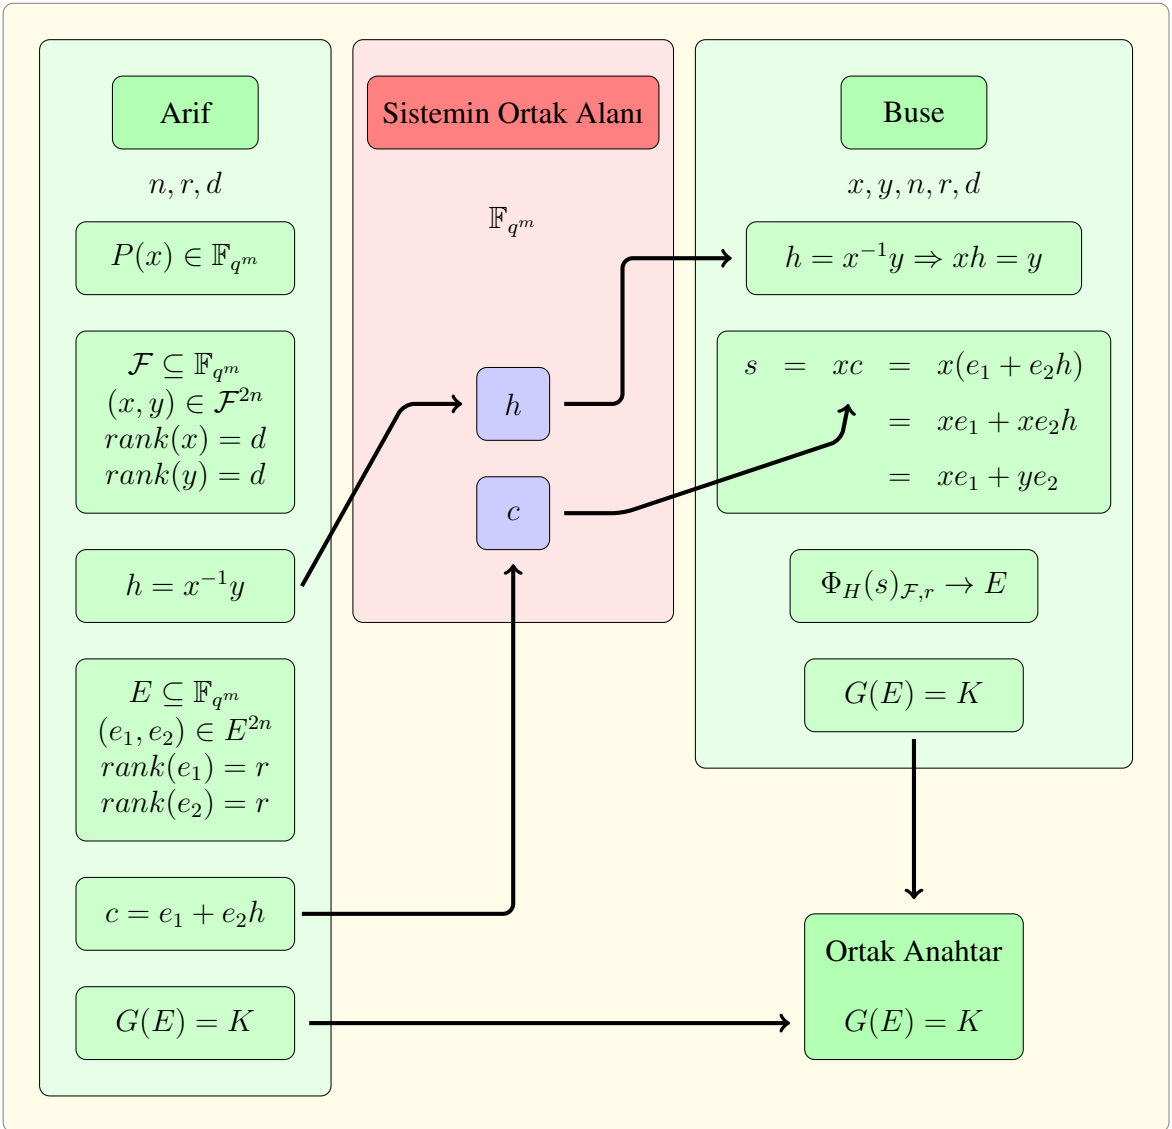 Arif
n, r, d
P(x) ∈ 𝔽_{q^m}
ℱ ⊆ 𝔽_{q^m}
(x, y) ∈ ℱ^{2n}
rank(x) = d
rank(y) = d
h = x^{−1}y
E ⊆ 𝔽_{q^m}
(e_1, e_2) ∈ E^{2n}
rank(e_1) = r
rank(e_2) = r
c = e_1 + e_2h
G(E) = K
Sistemin Ortak Alanı
𝔽_{q^m}
h
c
Buse
x, y, n, r, d
h = x^{−1}y ⇒ xh = y
s = xc = x(e_1 + e_2h)
= xe_1 + xe_2h
= xe_1 + ye_2
Φ_H(s)_{ℱ,r} → E
G(E) = K
Ortak Anahtar
G(E) = K